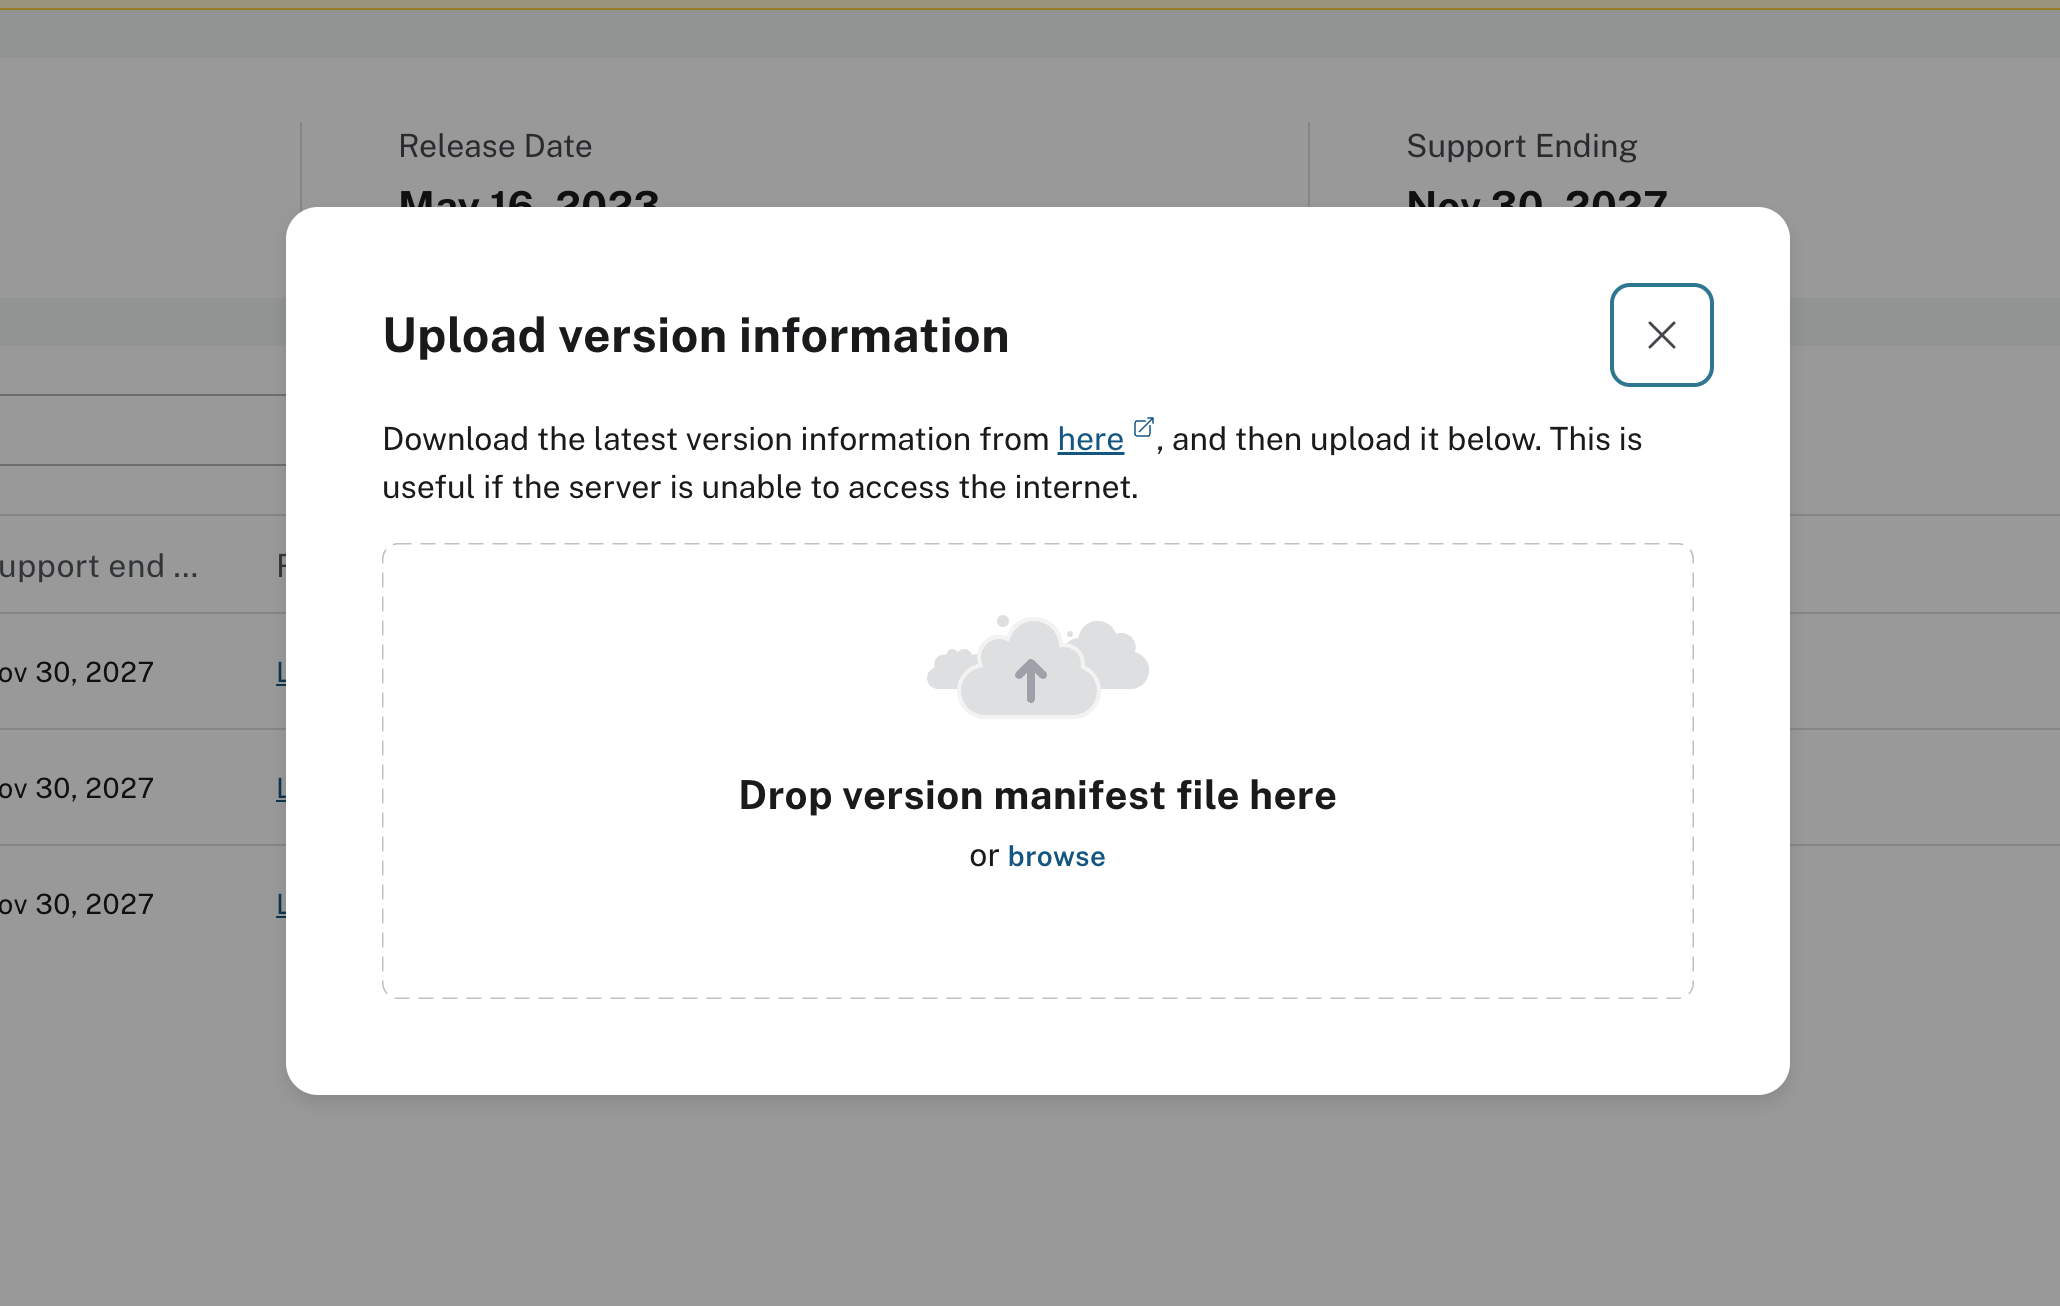 Release Date
Support Ending
May 16, 2023
Nov 30, 2027
Upload version information
Download the latest version information from here, and then upload it below. This is
useful if the server is unable to access the internet.
upport end ...
ov 30, 2027
Drop version manifest file here
ov 30, 2027
or browse
ov 30, 2027